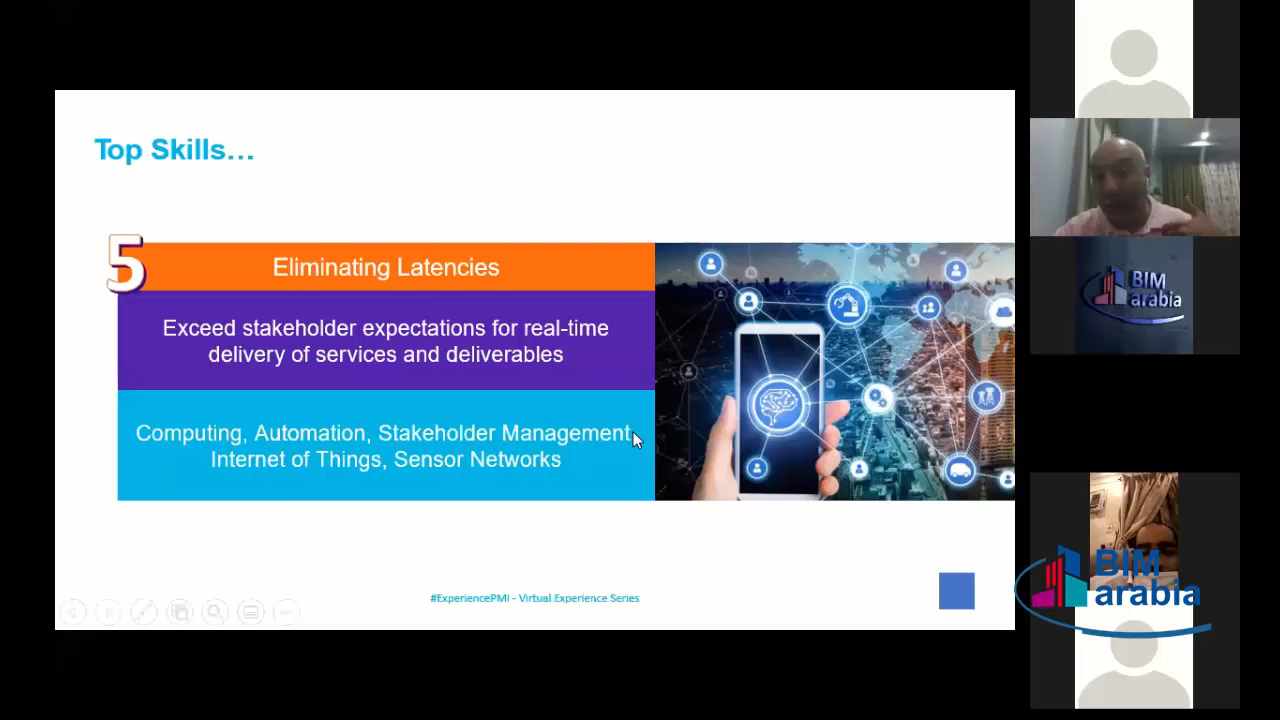 Top Skills…
5
Eliminating Latencies
Exceed stakeholder expectations for real-time
delivery of services and deliverables
Computing, Automation, Stakeholder Management,
Internet of Things, Sensor Networks
#ExperiencePMI - Virtual Experience Series
BIM
arabia
BIM
arabia